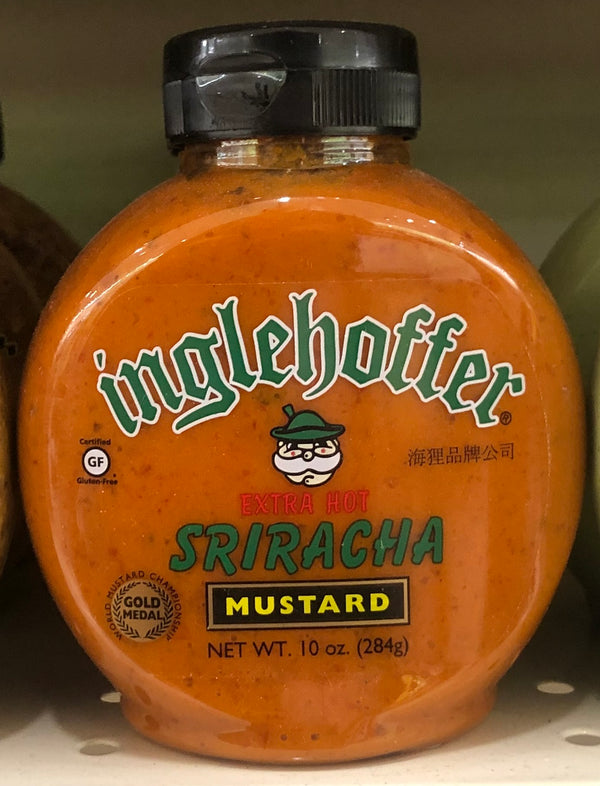 inglehoffer®
Certified
GF
Gluten-Free
海狸品牌公司
EXTRA HOT
SRIRACHA
MUSTARD
WORLD MUSTARD CHAMPIONSHIP
GOLD
MEDAL
NET WT. 10 oz. (284g)